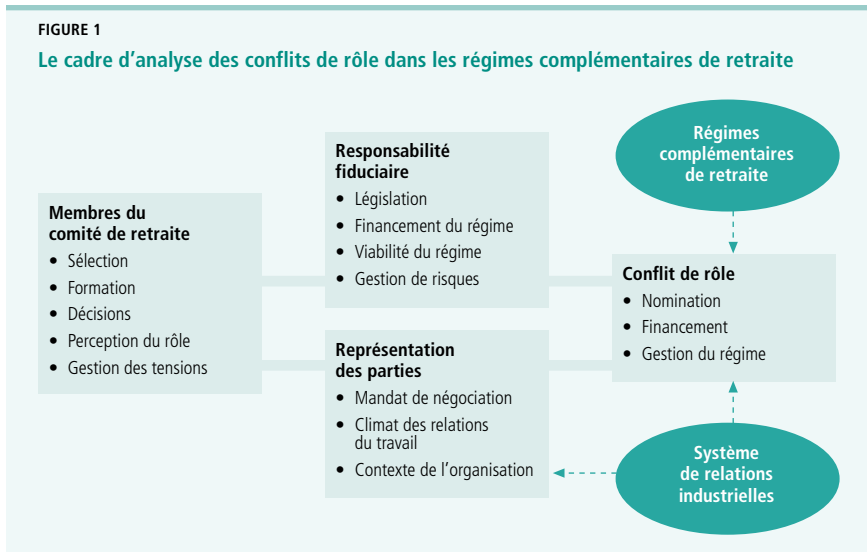 FIGURE 1
Le cadre d’analyse des conflits de rôle dans les régimes complémentaires de retraite
Membres du
comité de retraite
• Sélection
• Formation
• Décisions
• Perception du rôle
• Gestion des tensions
Responsabilité
fiduciaire
• Législation
• Financement du régime
• Viabilité du régime
• Gestion de risques
Représentation
des parties
• Mandat de négociation
• Climat des relations
du travail
• Contexte de l’organisation
Régimes
complémentaires
de retraite
Conflit de rôle
• Nomination
• Financement
• Gestion du régime
Système
de relations
industrielles